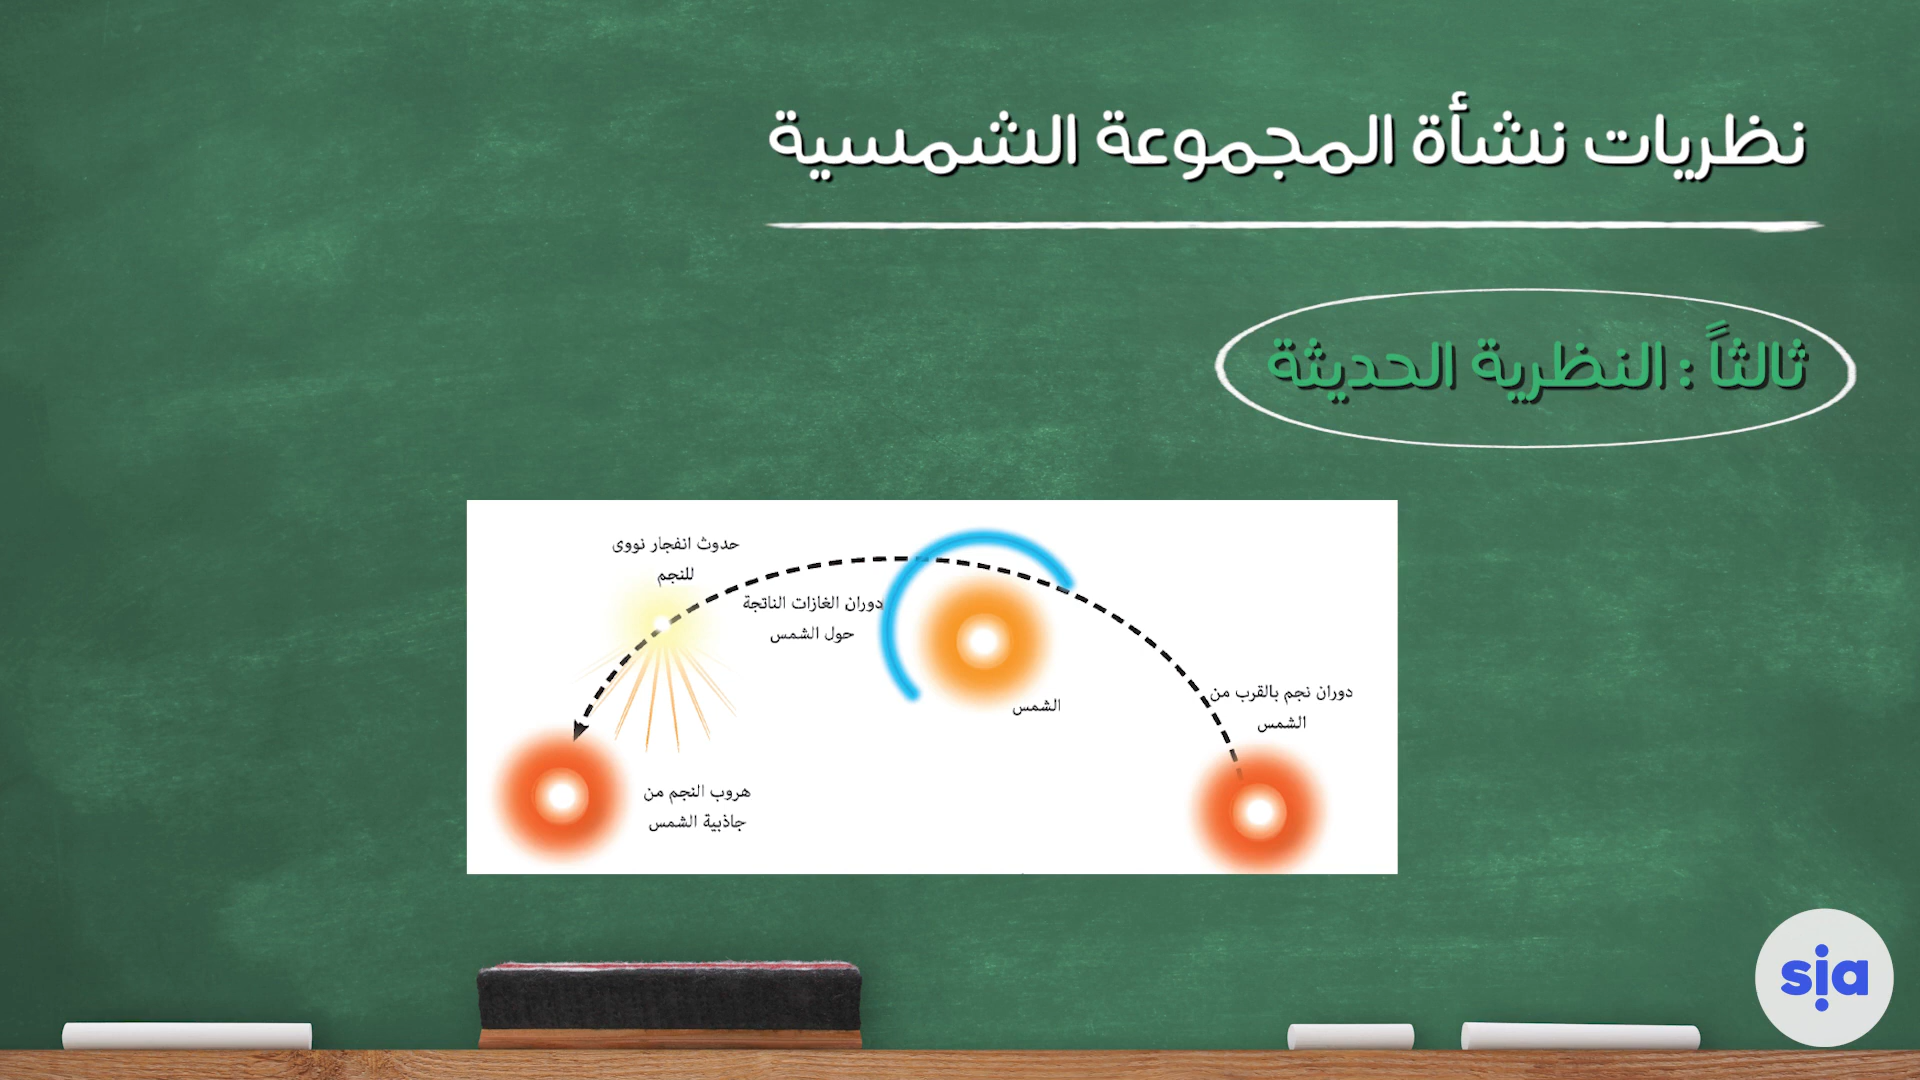 نظريات نشأة المجموعة الشمسية
ثالثاً : النظرية الحديثة
دوران نجم بالقرب من
الشمس
الشمس
دوران الغازات الناتجة
حول الشمس
حدوث انفجار نووى
للنجم
هروب النجم من
جاذبية الشمس
sia